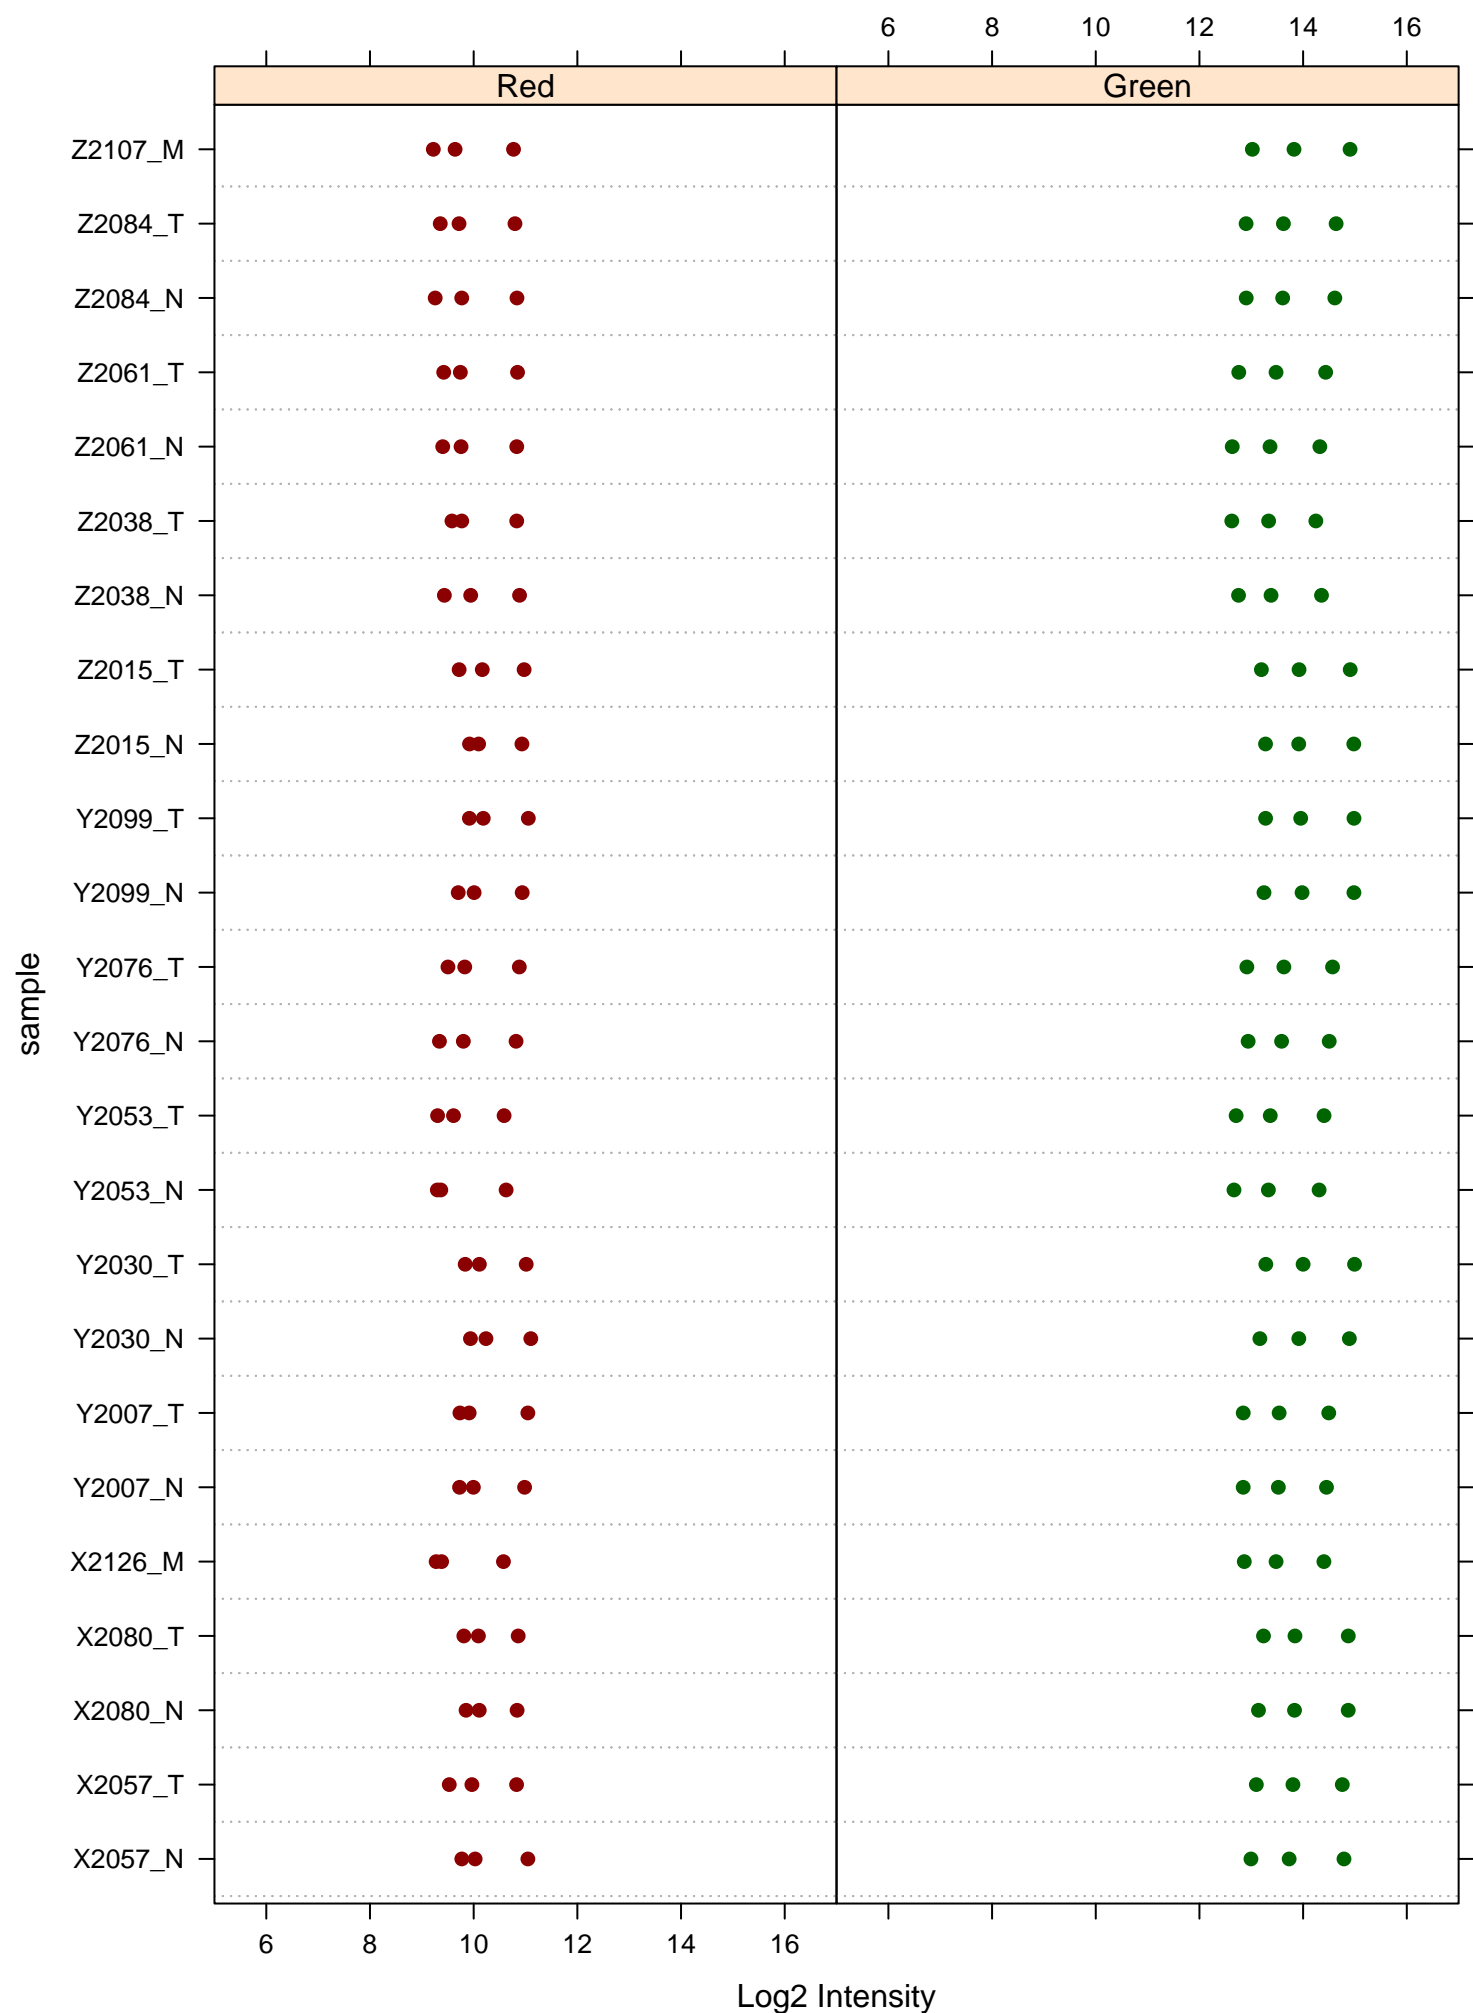 6 8 10 12 14 16
Red Green
Z2107_M
Z2084_T
Z2084_N
Z2061_T
Z2061_N
Z2038_T
Z2038_N
Z2015_T
Z2015_N
Y2099_T
Y2099_N
Y2076_T
Y2076_N
Y2053_T
Y2053_N
Y2030_T
Y2030_N
Y2007_T
Y2007_N
X2126_M
X2080_T
X2080_N
X2057_T
X2057_N
sample
6 8 10 12 14 16
Log2 Intensity